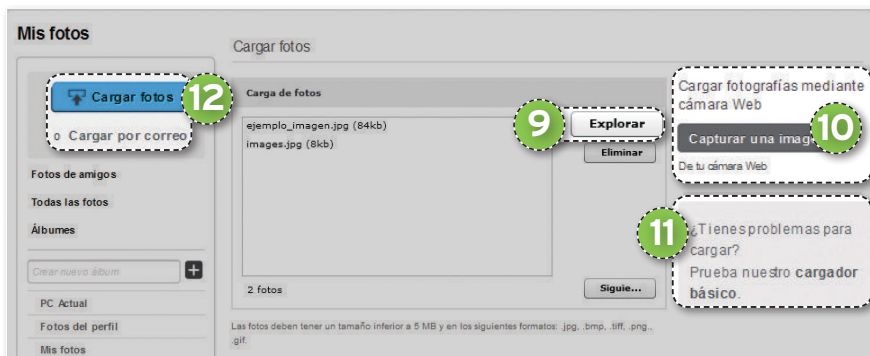 Mis fotos
Cargar fotos
12
o Cargar por correo
Fotos de amigos
Todas las fotos
Álbumes
Crear nuevo álbum
PC Actual
Fotos del perfil
Mis fotos
Cargar fotos
Carga de fotos
ejemplo_imagen.jpg (84kb)
images.jpg (8kb)
9
Explorar
Eliminar
2 fotos
Siguie...
Las fotos deben tener un tamaño inferior a 5 MB y en los siguientes formatos: .jpg, .bmp, .tiff, .png.,
.gif.
Cargar fotografías mediante
cámara Web
Capturar una imag
10
De tu cámara Web
11
¿Tienes problemas para
cargar?
Prueba nuestro cargador
básico.